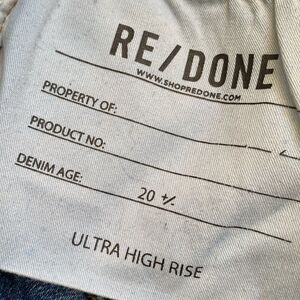 RE/DONE
WWW.SHOPREDONE.COM
PROPERTY OF:
PRODUCT NO:
DENIM AGE:
20 +/-
ULTRA HIGH RISE